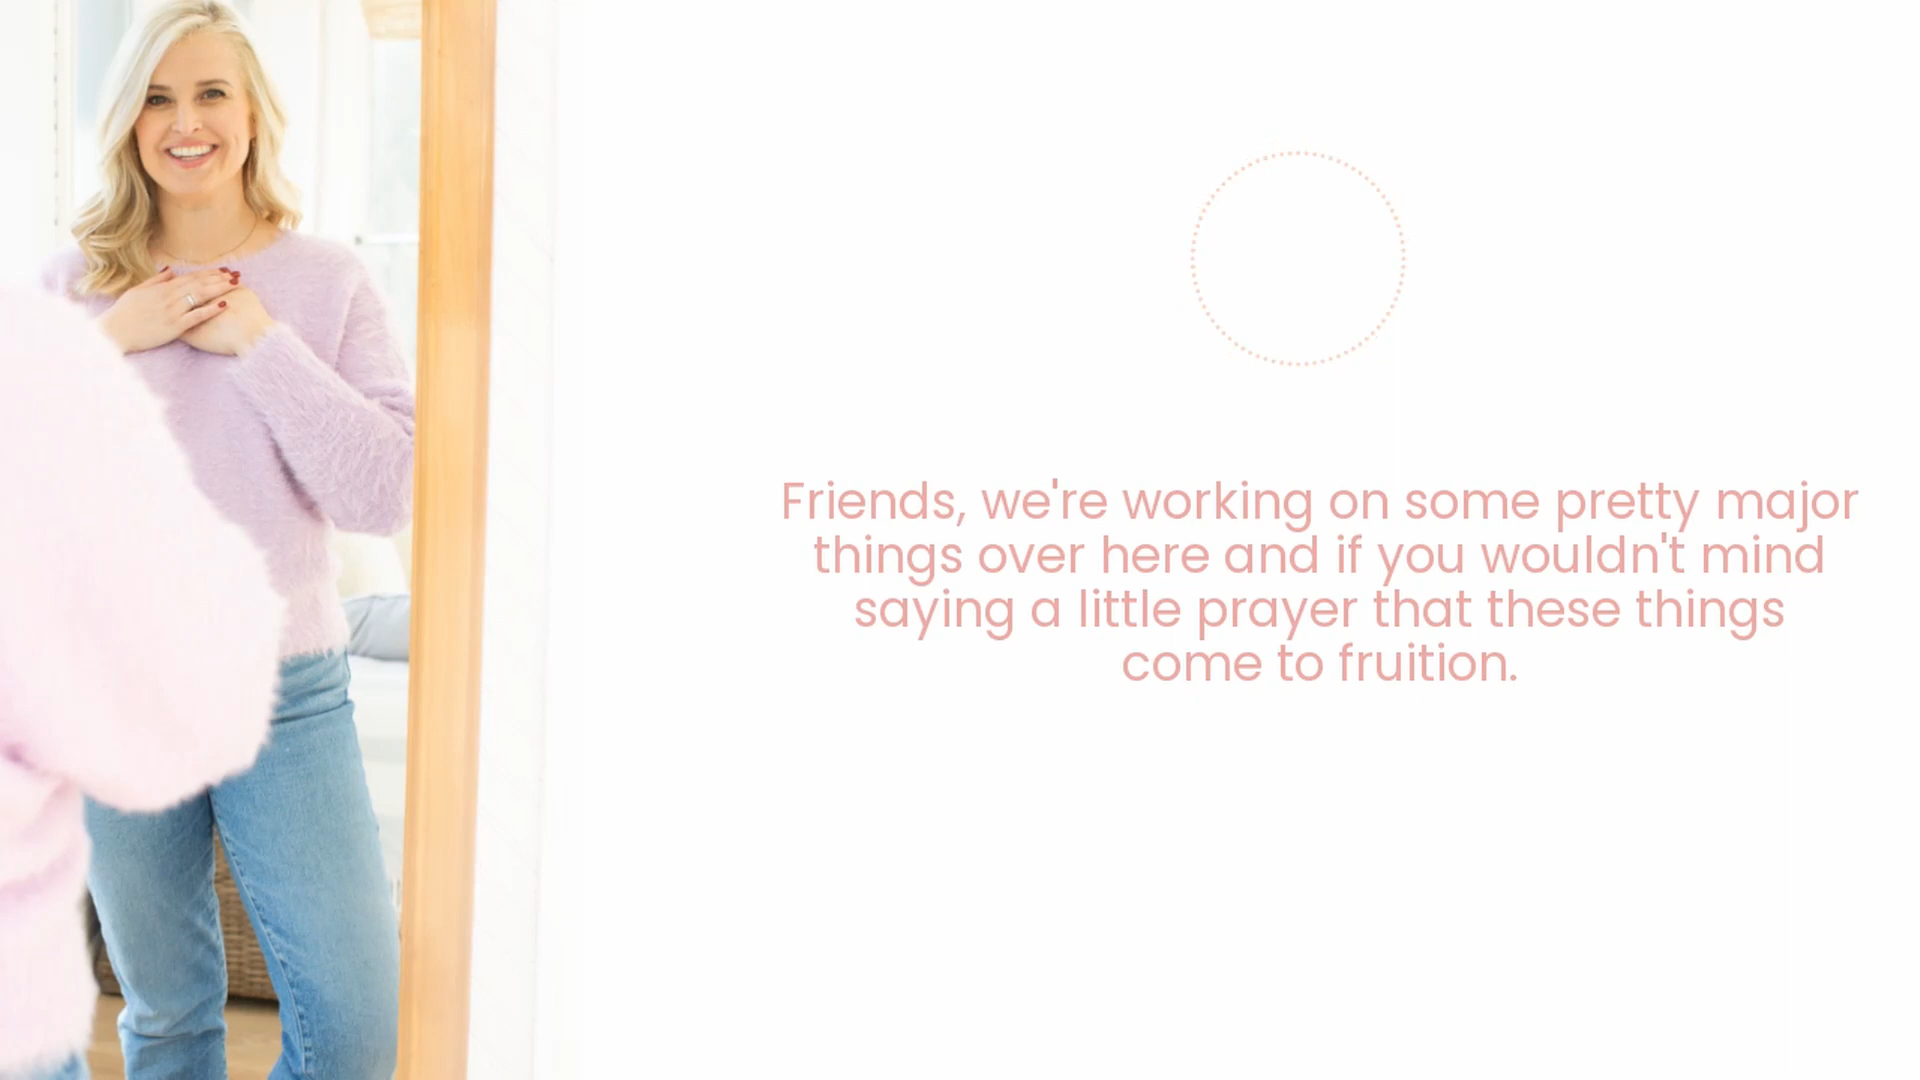 Friends, we're working on some pretty major
things over here and if you wouldn't mind
saying a little prayer that these things
come to fruition.